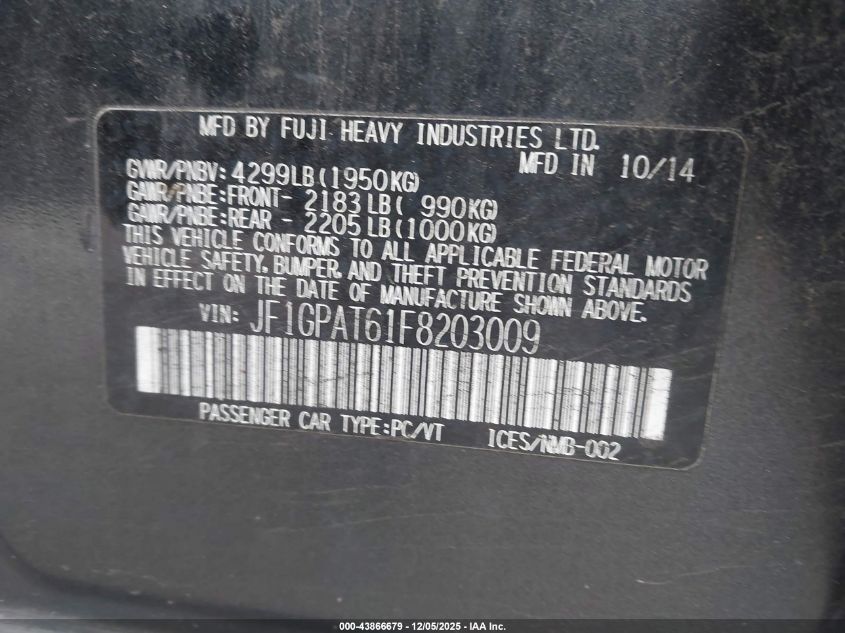 MFD BY FUJI HEAVY INDUSTRIES LTD.
MFD IN 10/14
GVWR/PNBV: 4299LB(1950KG)
GAWR/PNBE:FRONT- 2183 LB( 990KG)
GAWR/PNBE:REAR - 2205 LB(1000KG)
THIS VEHICLE CONFORMS TO ALL APPLICABLE FEDERAL MOTOR
VEHICLE SAFETY, BUMPER, AND THEFT PREVENTION STANDARDS
IN EFFECT ON THE DATE OF MANUFACTURE SHOWN ABOVE.
VIN: JF1GPAT61F8203009
PASSENGER CAR TYPE:PC/VT 1CES/NMB-002
000-43866679 - 12/05/2025 - IAA Inc.